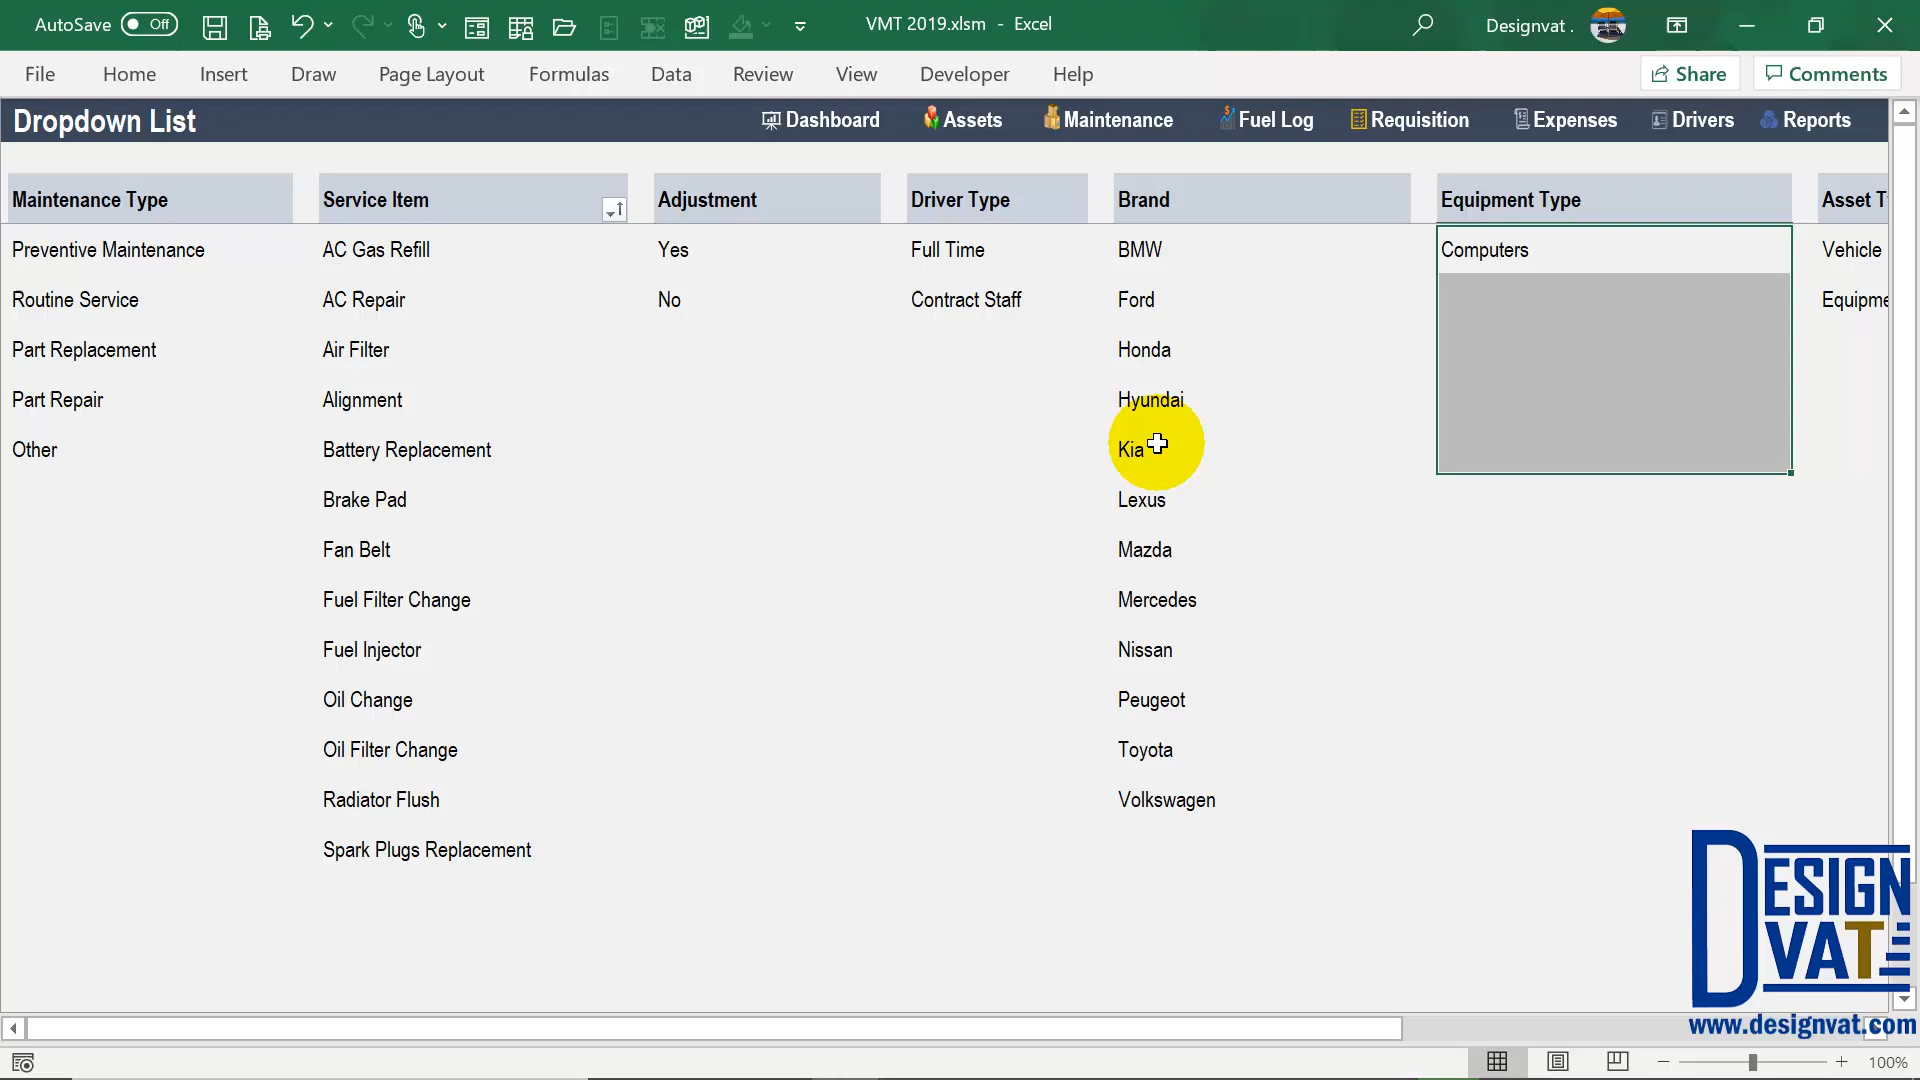 AutoSave Off VMT 2019.xlsm - Excel Designvat .
File Home Insert Draw Page Layout Formulas Data Review View Developer Help Share Comments
Dropdown List Dashboard Assets Maintenance Fuel Log Requisition Expenses Drivers Reports
Maintenance Type Service Item Adjustment Driver Type Brand Equipment Type Asset T
Preventive Maintenance AC Gas Refill Yes Full Time BMW Computers Vehicle
Routine Service AC Repair No Contract Staff Ford Equipme
Part Replacement Air Filter Honda
Part Repair Alignment Hyundai
Other Battery Replacement Kia
Brake Pad Lexus
Fan Belt Mazda
Fuel Filter Change Mercedes
Fuel Injector Nissan
Oil Change Peugeot
Oil Filter Change Toyota
Radiator Flush Volkswagen
Spark Plugs Replacement
DESIGN
VAT
www.designvat.com
100%